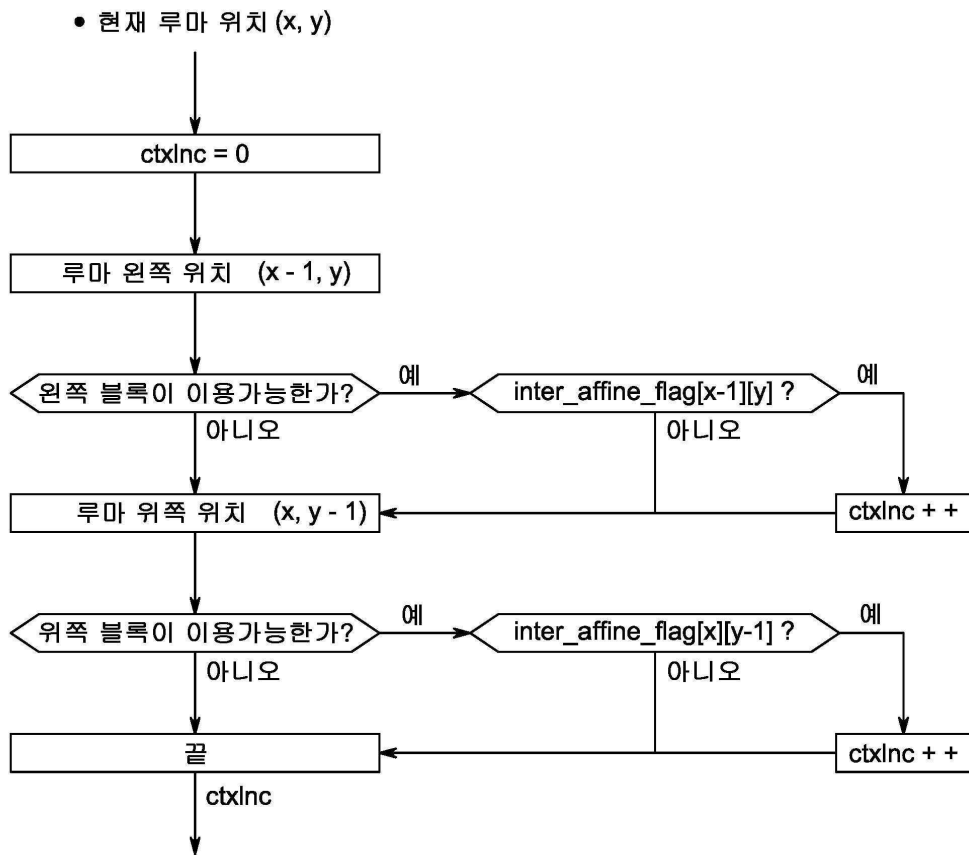 • 현재 루마 위치 (x, y)
ctxInc = 0
루마 왼쪽 위치 (x - 1, y)
왼쪽 블록이 이용가능한가?
예
inter_affine_flag[x-1][y] ?
예
아니오
아니오
루마 위쪽 위치 (x, y - 1)
ctxInc + +
위쪽 블록이 이용가능한가?
예
inter_affine_flag[x][y-1] ?
예
아니오
아니오
끝
ctxInc + +
ctxInc